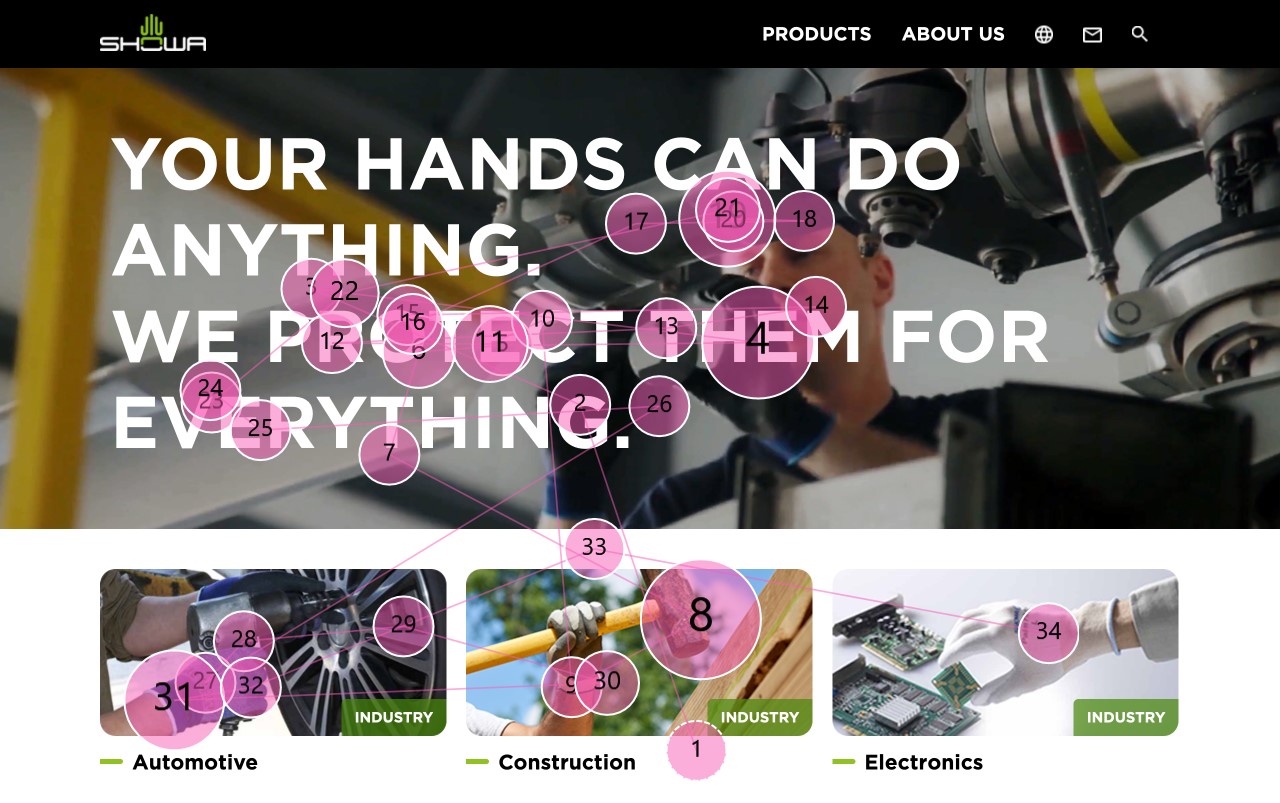 SHOWA
PRODUCTS ABOUT US
YOUR HANDS CAN DO
ANYTHING.
WE PROTECT THEM FOR
EVERYTHING.
21
17 20 18
3 22
15 14
16 10
12 11 13 4
6 5
24 2 26
23
25
7
33
8
28 29 34
31 27 32 9 30
INDUSTRY INDUSTRY INDUSTRY
1
Automotive Construction Electronics